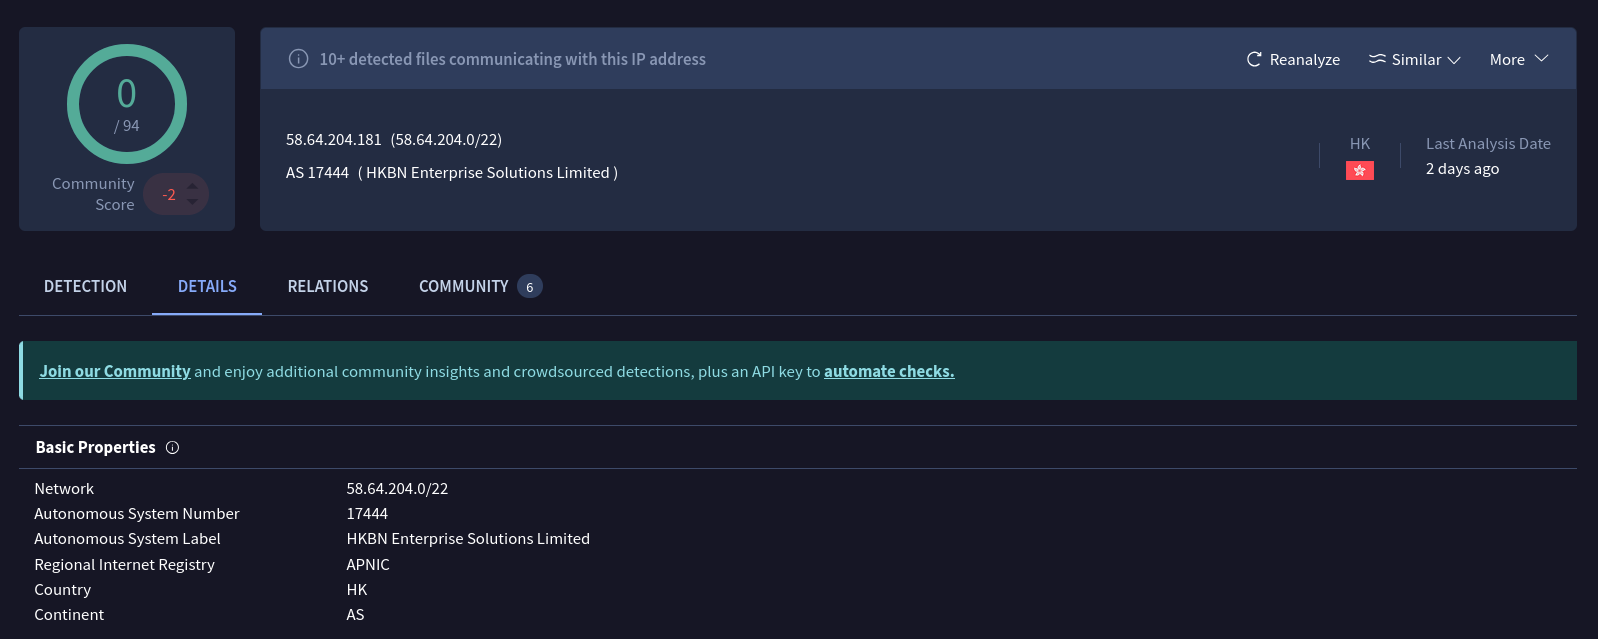 0
/ 94
Community
Score
-2
10+ detected files communicating with this IP address
Reanalyze
Similar
More
58.64.204.181 (58.64.204.0/22)
AS 17444 ( HKBN Enterprise Solutions Limited )
HK
Last Analysis Date
2 days ago
DETECTION
DETAILS
RELATIONS
COMMUNITY 6
Join our Community and enjoy additional community insights and crowdsourced detections, plus an API key to automate checks.
Basic Properties
Network 58.64.204.0/22
Autonomous System Number 17444
Autonomous System Label HKBN Enterprise Solutions Limited
Regional Internet Registry APNIC
Country HK
Continent AS